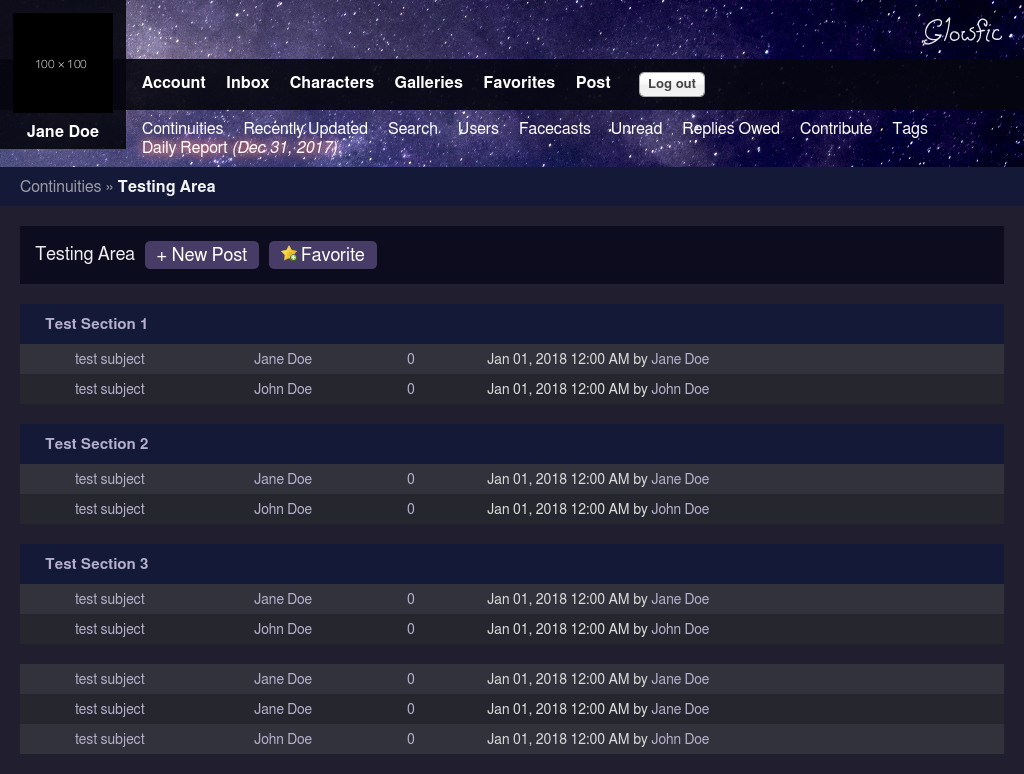 Glowfic
100 × 100
Account Inbox Characters Galleries Favorites Post Log out
Jane Doe
Continuities Recently Updated Search Users Facecasts Unread Replies Owed Contribute Tags
Daily Report (Dec 31, 2017)
Continuities » Testing Area
Testing Area + New Post Favorite
Test Section 1
test subject Jane Doe 0 Jan 01, 2018 12:00 AM by Jane Doe
test subject John Doe 0 Jan 01, 2018 12:00 AM by John Doe
Test Section 2
test subject Jane Doe 0 Jan 01, 2018 12:00 AM by Jane Doe
test subject John Doe 0 Jan 01, 2018 12:00 AM by John Doe
Test Section 3
test subject Jane Doe 0 Jan 01, 2018 12:00 AM by Jane Doe
test subject John Doe 0 Jan 01, 2018 12:00 AM by John Doe
test subject Jane Doe 0 Jan 01, 2018 12:00 AM by Jane Doe
test subject Jane Doe 0 Jan 01, 2018 12:00 AM by Jane Doe
test subject John Doe 0 Jan 01, 2018 12:00 AM by John Doe